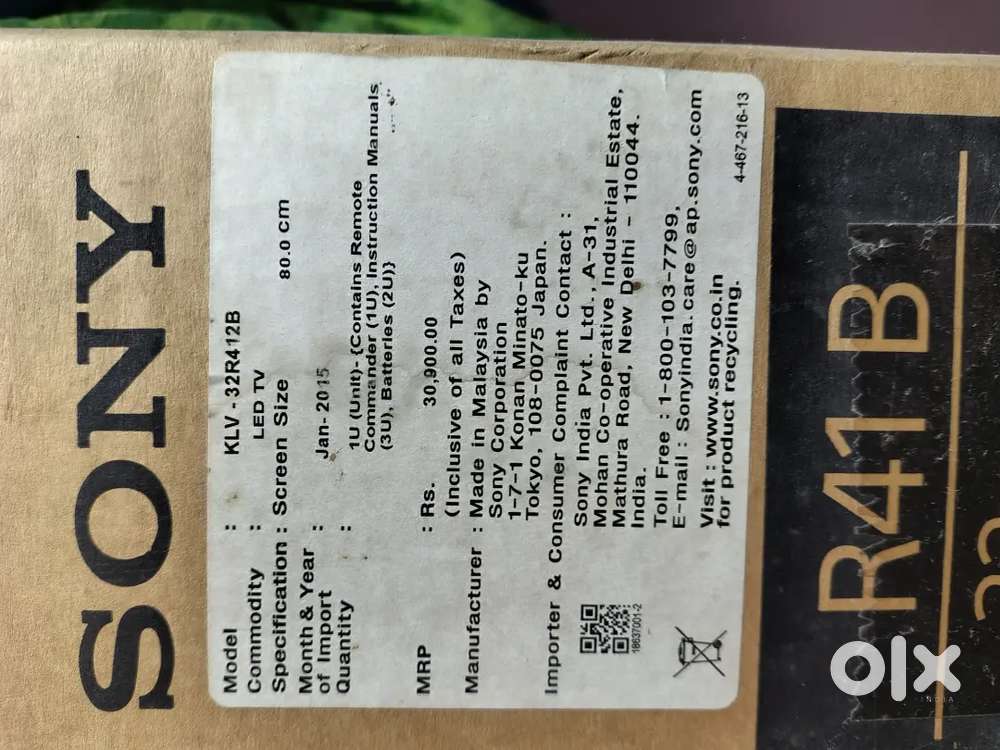 SONY
Model : KLV - 32R412B
Commodity : LED TV
Specification : Screen Size 80.0 cm
Month & Year : Jan- 2015
of Import
Quantity : 1U (Unit)- {Contains Remote
Commander (1U), Instruction Manuals
(3U), Batteries (2U)}
MRP : Rs. 30,900.00
(Inclusive of all Taxes)
Manufacturer : Made in Malaysia by
Sony Corporation
1-7-1 Konan Minato-ku
Tokyo, 108-0075 Japan.
Importer & Consumer Complaint Contact :
Sony India Pvt. Ltd., A-31,
Mohan Co-operative Industrial Estate,
Mathura Road, New Delhi - 110044.
India.
Toll Free : 1-800-103-7799,
E-mail : Sonyindia.care@ap.sony.com
Visit : www.sony.co.in
for product recycling.
18637001-2
4-467-216-13
R41B
olx
INDIA